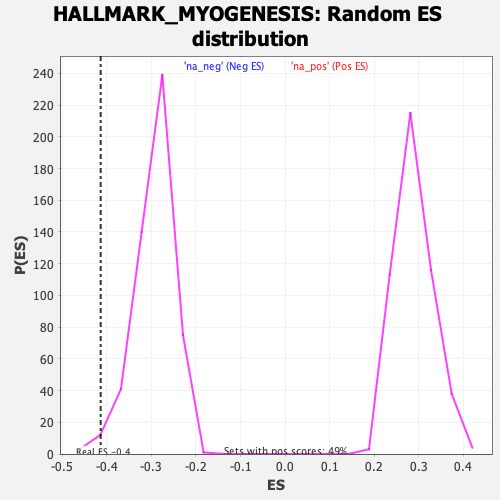 HALLMARK_MYOGENESIS: Random ES
distribution
'na_neg' (Neg ES) 'na_pos' (Pos ES)
240
220
200
180
160
140
120
100
80
60
40
20
0
P(ES)
Real ES -0.4
Sets with pos scores: 49%
-0.5 -0.4 -0.3 -0.2 -0.1 0.0 0.1 0.2 0.3 0.4
ES